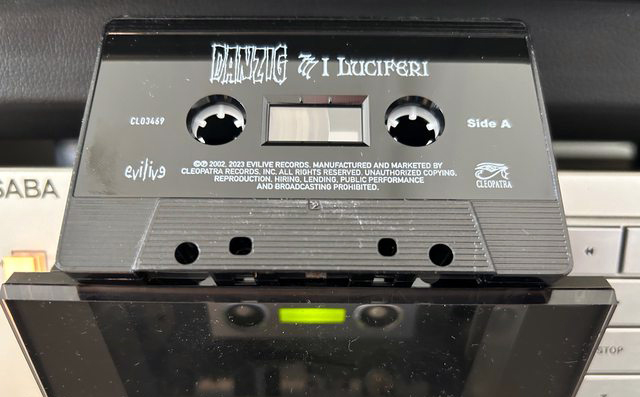 DANZIG 777 I LUCIFERI
CL03469
Side A
evilive
℗© 2002, 2023 EVILIVE RECORDS. MANUFACTURED AND MARKETED BY
CLEOPATRA RECORDS, INC. ALL RIGHTS RESERVED. UNAUTHORIZED COPYING,
REPRODUCTION, HIRING, LENDING, PUBLIC PERFORMANCE
AND BROADCASTING PROHIBITED.
CLEOPATRA
SABA
STOP